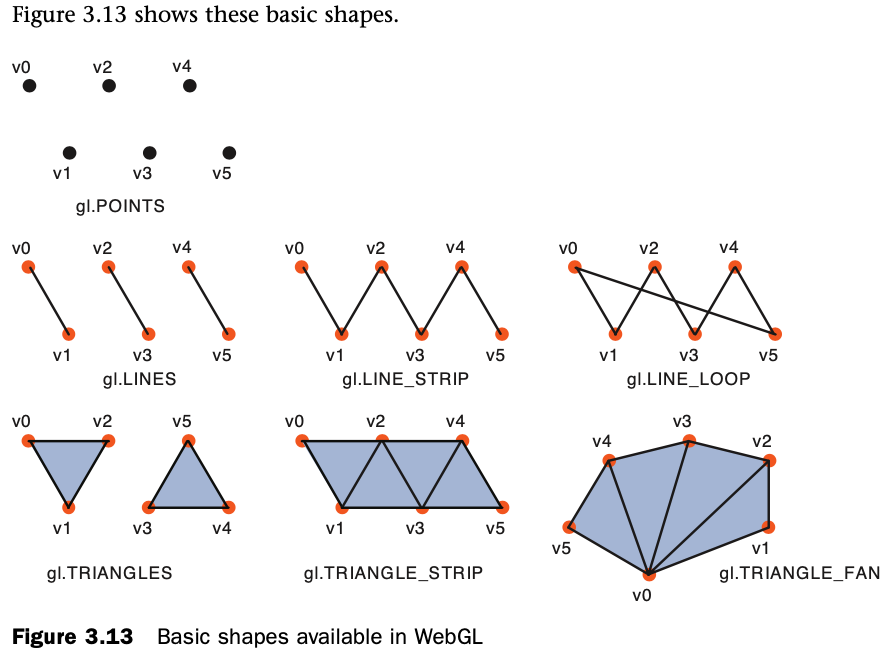 Figure 3.13 shows these basic shapes.
v0 v2 v4
v1 v3 v5
gl.POINTS
v0 v2 v4 v0 v2 v4 v0 v2 v4
v1 v3 v5 v1 v3 v5 v1 v3 v5
gl.LINES gl.LINE_STRIP gl.LINE_LOOP
v0 v2 v5 v0 v2 v4 v3
v4 v2
v1 v3 v4 v1 v3 v5
v5 v1
gl.TRIANGLES gl.TRIANGLE_STRIP gl.TRIANGLE_FAN
v0
Figure 3.13 Basic shapes available in WebGL